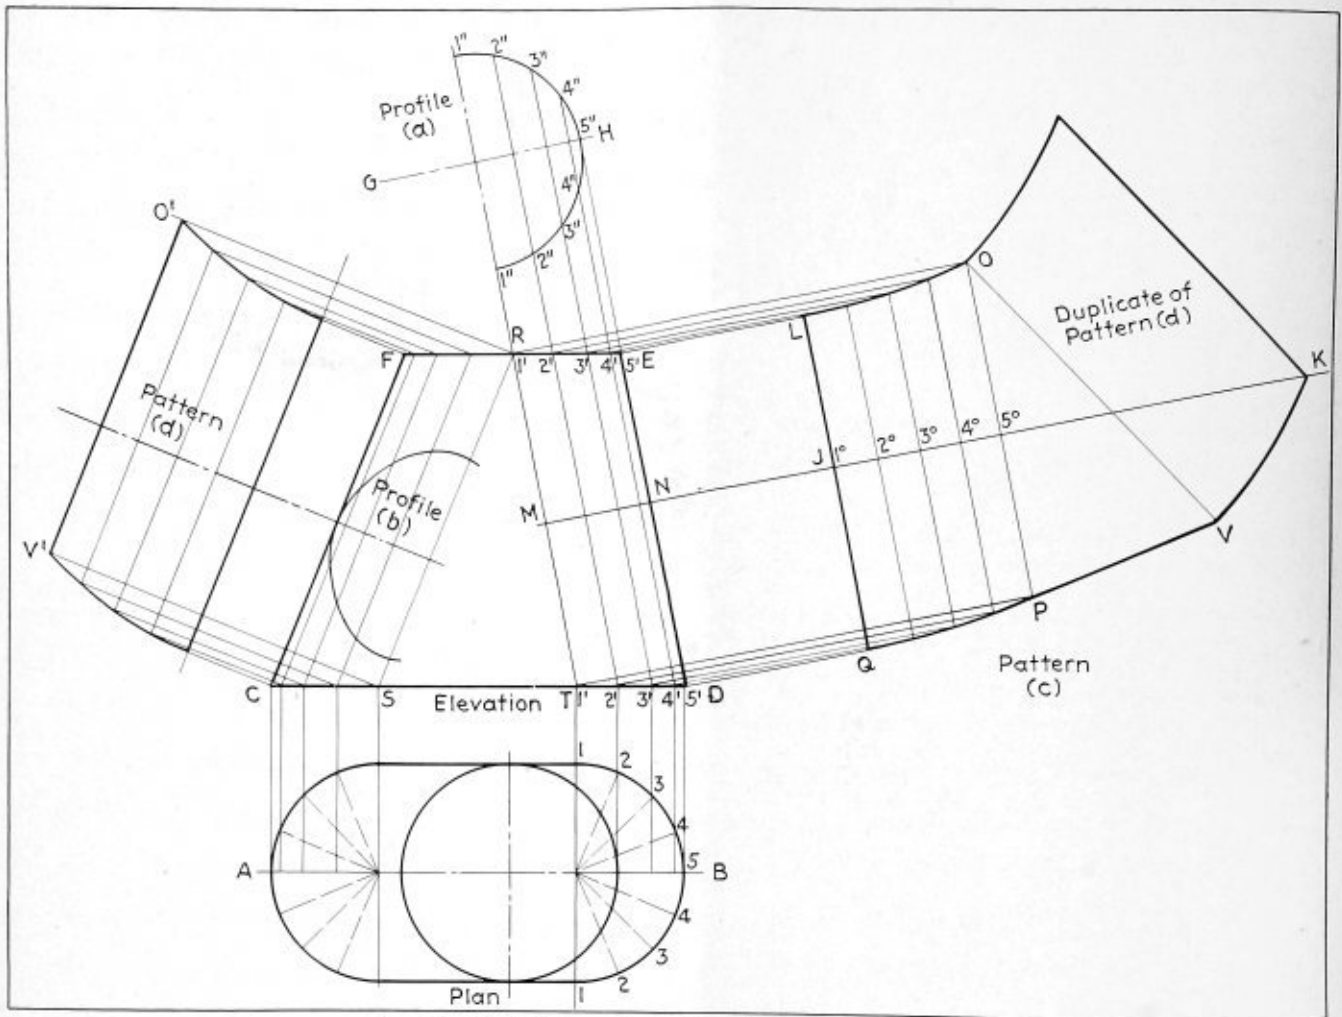 1" 2" 3" 4" 5" H
Profile
(a)
G
4"
3"
2"
1"
O'
O
Duplicate of
Pattern (d)
L
R
F 1' 2' 3' 4' 5' E
K
Pattern
(d)
J 1° 2° 3° 4° 5°
N
Profile
(b)
M
V
V'
P
Q
Pattern
(c)
C S Elevation T 1' 2' 3' 4' 5' D
1
2
3
4
A 5 B
4
3
2
Plan 1